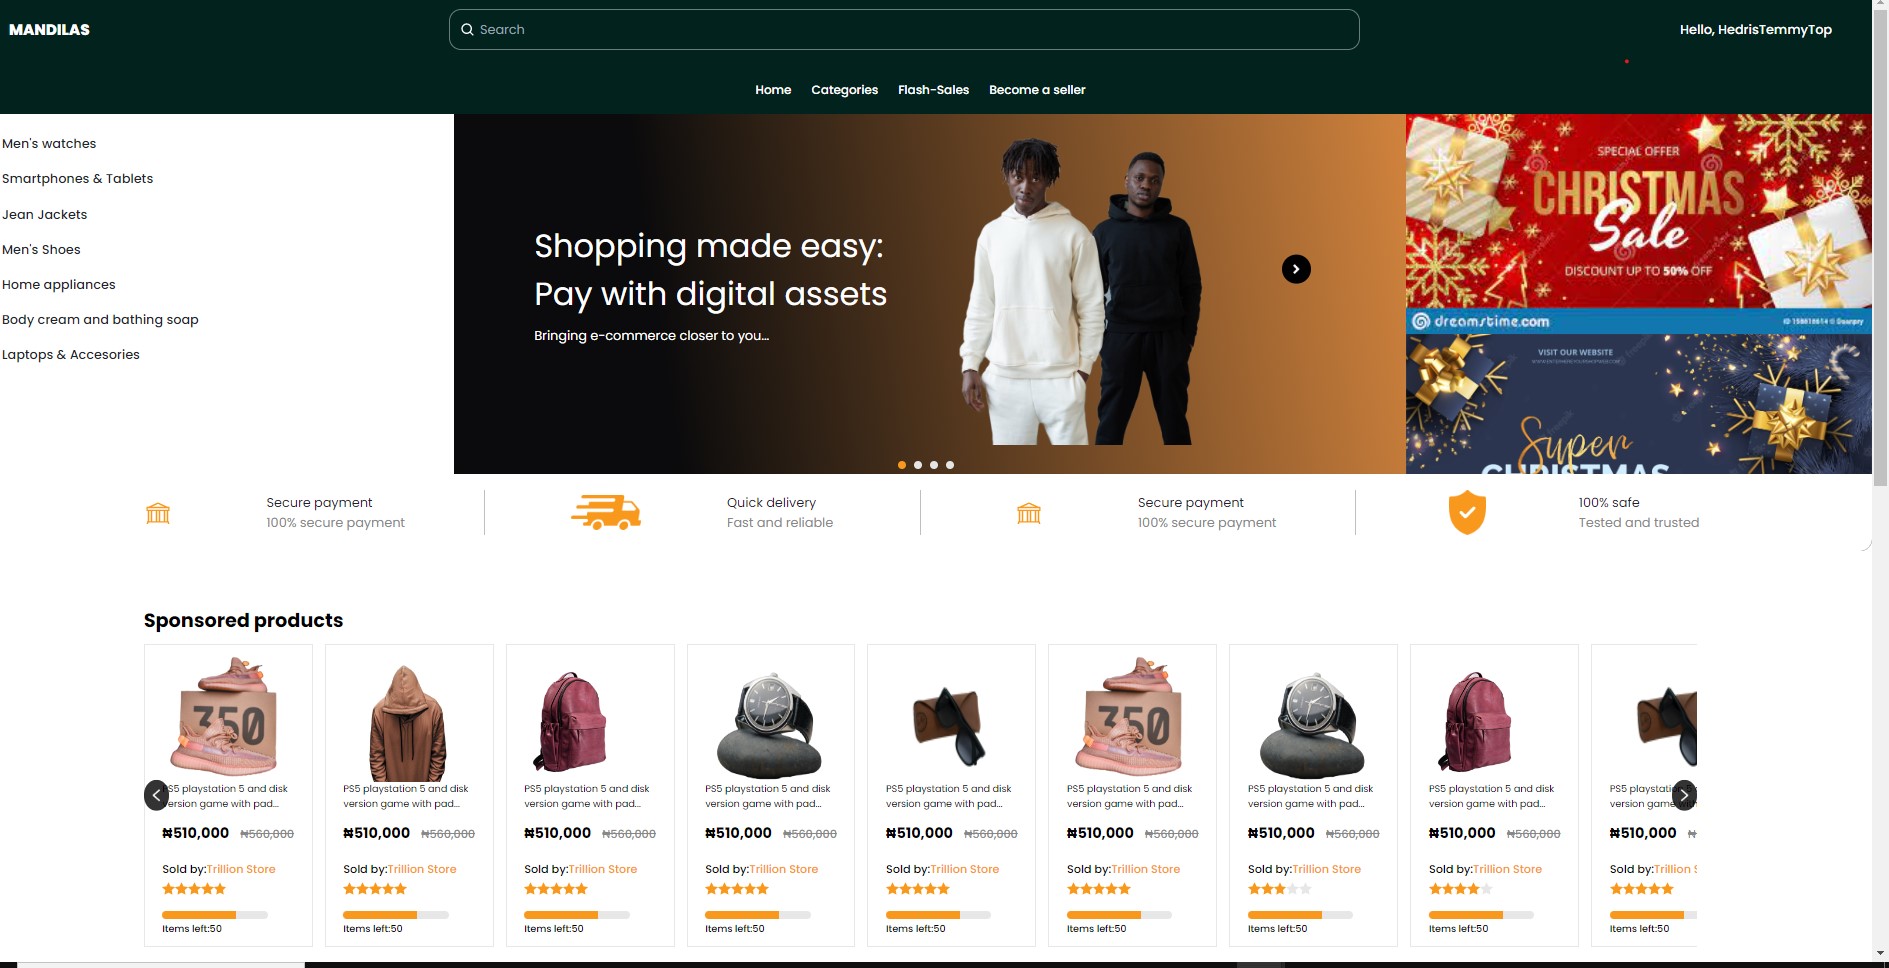 MANDILAS
Search
Hello, HedrisTemmyTop
Home Categories Flash-Sales Become a seller
Men's watches
Smartphones & Tablets
Jean Jackets
Men's Shoes
Home appliances
Body cream and bathing soap
Laptops & Accesories
Shopping made easy:
Pay with digital assets
Bringing e-commerce closer to you...
SPECIAL OFFER
CHRISTMAS
Sale
DISCOUNT UP TO 50% OFF
dreamstime.com
VISIT OUR WEBSITE
Super
CHRISTMAS
Secure payment
100% secure payment
Quick delivery
Fast and reliable
Secure payment
100% secure payment
100% safe
Tested and trusted
Sponsored products
350
PS5 playstation 5 and disk
version game with pad...
₦510,000 ₦560,000
Sold by:Trillion Store
Items left:50
PS5 playstation 5 and disk
version game with pad...
₦510,000 ₦560,000
Sold by:Trillion Store
Items left:50
PS5 playstation 5 and disk
version game with pad...
₦510,000 ₦560,000
Sold by:Trillion Store
Items left:50
PS5 playstation 5 and disk
version game with pad...
₦510,000 ₦560,000
Sold by:Trillion Store
Items left:50
PS5 playstation 5 and disk
version game with pad...
₦510,000 ₦560,000
Sold by:Trillion Store
Items left:50
350
PS5 playstation 5 and disk
version game with pad...
₦510,000 ₦560,000
Sold by:Trillion Store
Items left:50
PS5 playstation 5 and disk
version game with pad...
₦510,000 ₦560,000
Sold by:Trillion Store
Items left:50
PS5 playstation 5 and disk
version game with pad...
₦510,000 ₦560,000
Sold by:Trillion Store
Items left:50
PS5 playstation
version game with
₦510,000 ₦
Sold by:Trillion S
Items left:50